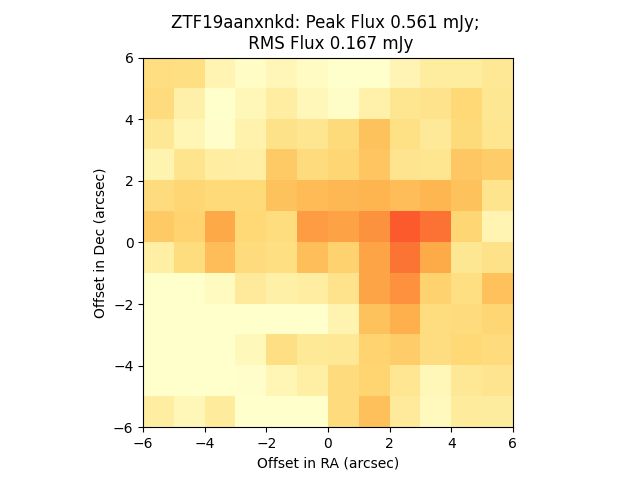 ZTF19aanxnkd: Peak Flux 0.561 mJy;
RMS Flux 0.167 mJy
6
4
2
0
−2
−4
−6
Offset in Dec (arcsec)
−6 −4 −2 0 2 4 6
Offset in RA (arcsec)